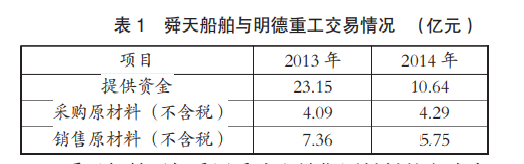 表 1 舜天船舶与明德重工交易情况 （亿元）
项目 2013 年 2014 年
提供资金 23.15 10.64
采购原材料（不含税） 4.09 4.29
销售原材料（不含税） 7.36 5.75